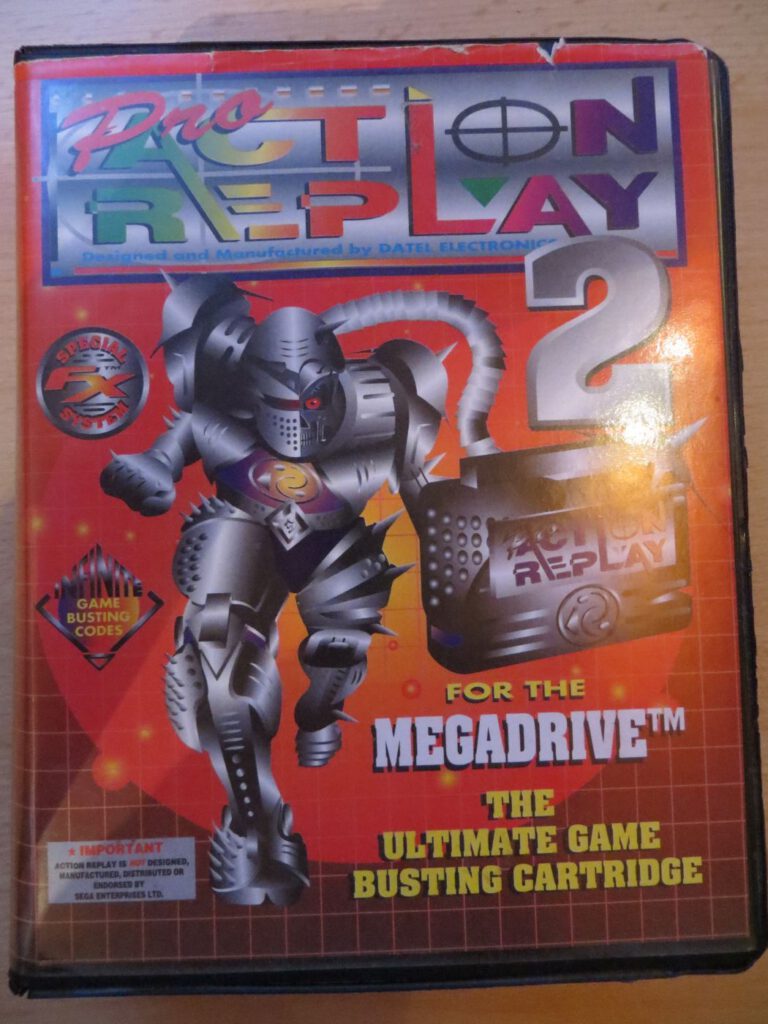 Pro
ACTION
REPLAY
Designed and Manufactured by DATEL ELECTRONICS
2
SPECIAL
FX™
SYSTEM
ACTION
REPLAY
INFINITE
GAME
BUSTING
CODES
FOR THE
MEGADRIVE™
THE
ULTIMATE GAME
BUSTING CARTRIDGE
★ IMPORTANT
ACTION REPLAY IS NOT DESIGNED,
MANUFACTURED, DISTRIBUTED OR
ENDORSED BY
SEGA ENTERPRISES LTD.